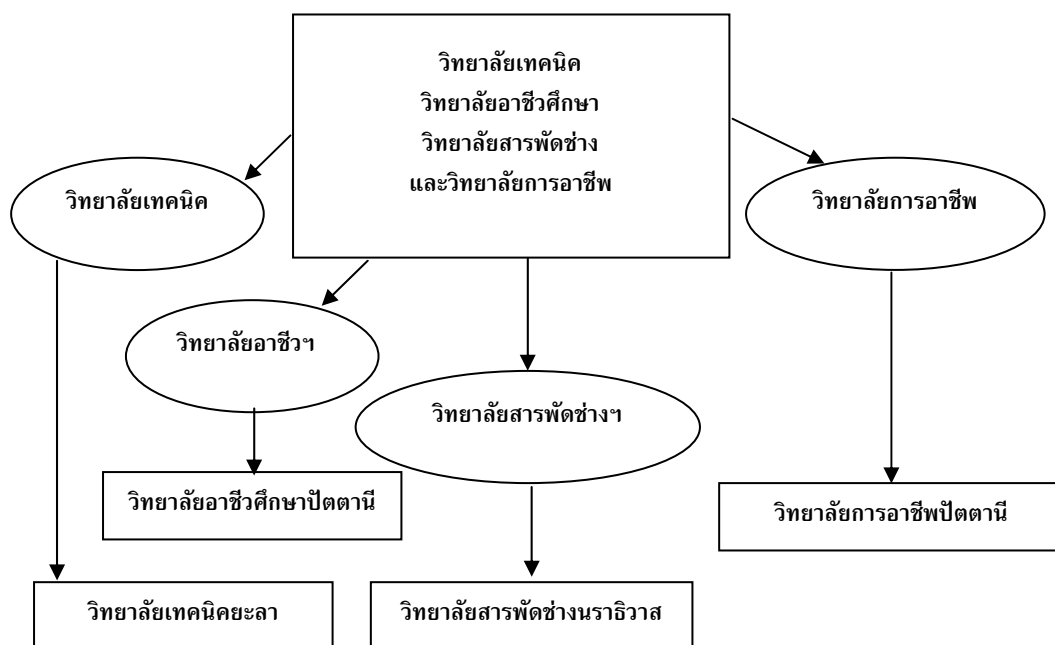 วิทยาลัยเทคนิค
วิทยาลัยอาชีวศึกษา
วิทยาลัยสารพัดช่าง
และวิทยาลัยการอาชีพ
วิทยาลัยเทคนิค
วิทยาลัยการอาชีพ
วิทยาลัยอาชีวฯ
วิทยาลัยสารพัดช่างฯ
วิทยาลัยอาชีวศึกษาปัตตานี
วิทยาลัยการอาชีพปัตตานี
วิทยาลัยเทคนิคยะลา
วิทยาลัยสารพัดช่างนราธิวาส